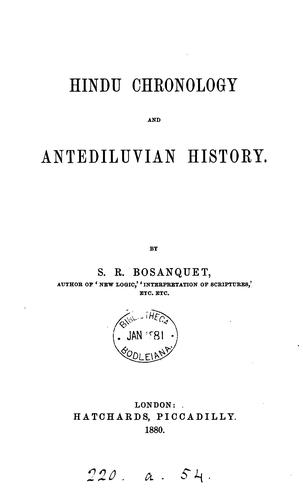 HINDU CHRONOLOGY
AND
ANTEDILUVIAN HISTORY.
BY
S. R. BOSANQUET,
AUTHOR OF 'NEW LOGIC,' 'INTERPRETATION OF SCRIPTURES,'
ETC. ETC.
BIBLIOTHECA
JAN 81
BODLEIANA
LONDON:
HATCHARDS, PICCADILLY.
1880.
220. a. 54.